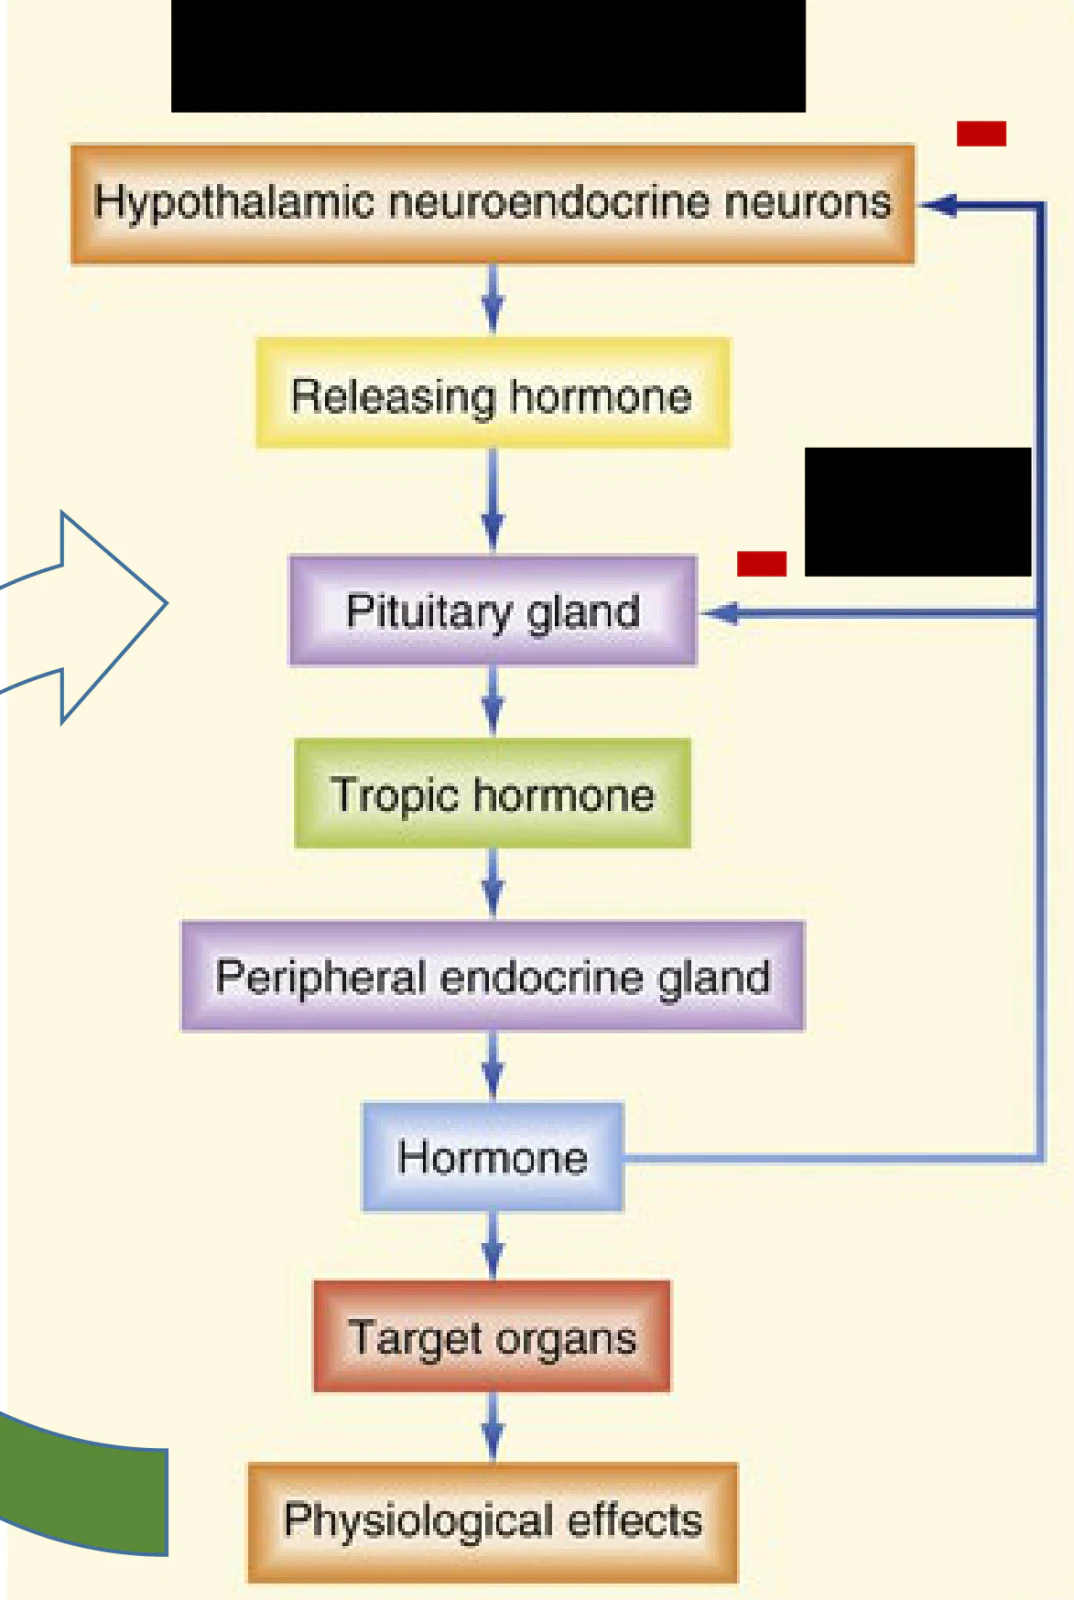 Hypothalamic neuroendocrine neurons
Releasing hormone
Pituitary gland
Tropic hormone
Peripheral endocrine gland
Hormone
Target organs
Physiological effects